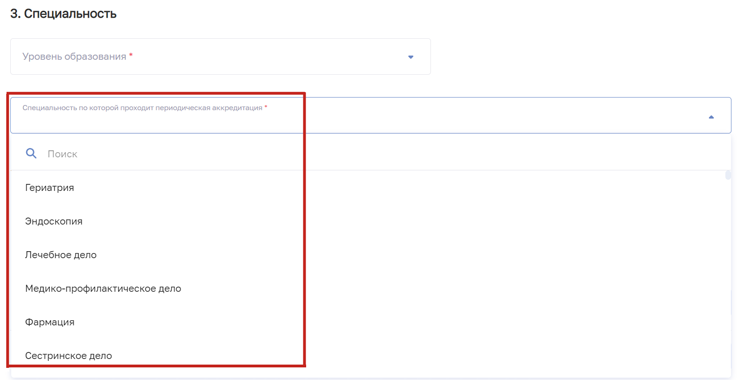 3. Специальность
Уровень образования *
Специальность по которой проходит периодическая аккредитация *
Поиск
Гериатрия
Эндоскопия
Лечебное дело
Медико-профилактическое дело
Фармация
Сестринское дело